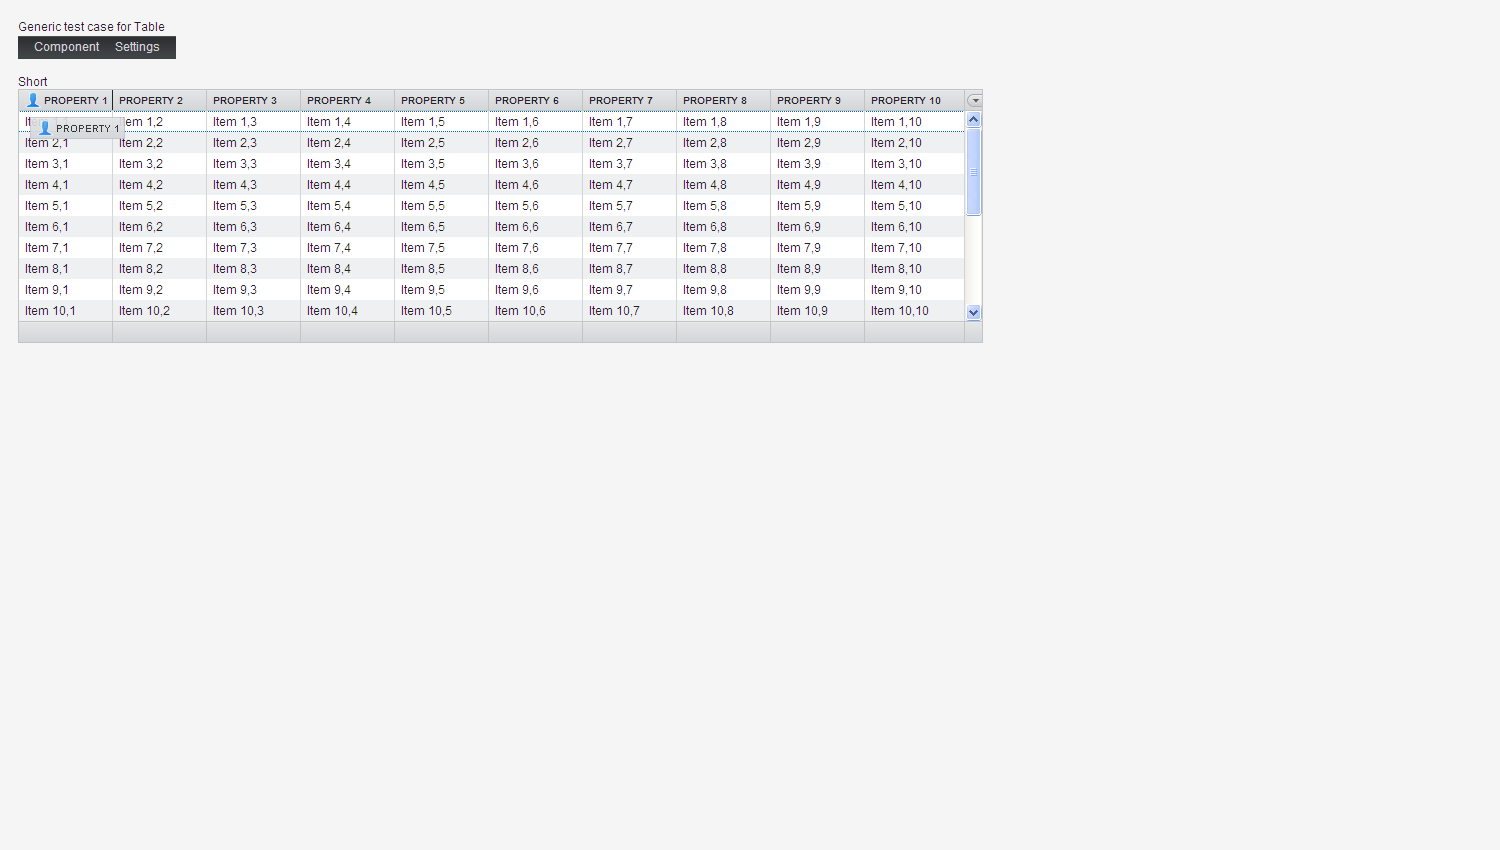 Generic test case for Table
Component Settings
Short
PROPERTY 1 PROPERTY 2 PROPERTY 3 PROPERTY 4 PROPERTY 5 PROPERTY 6 PROPERTY 7 PROPERTY 8 PROPERTY 9 PROPERTY 10
Item 1,2 Item 1,3 Item 1,4 Item 1,5 Item 1,6 Item 1,7 Item 1,8 Item 1,9 Item 1,10
PROPERTY 1
Item 2,1 Item 2,2 Item 2,3 Item 2,4 Item 2,5 Item 2,6 Item 2,7 Item 2,8 Item 2,9 Item 2,10
Item 3,1 Item 3,2 Item 3,3 Item 3,4 Item 3,5 Item 3,6 Item 3,7 Item 3,8 Item 3,9 Item 3,10
Item 4,1 Item 4,2 Item 4,3 Item 4,4 Item 4,5 Item 4,6 Item 4,7 Item 4,8 Item 4,9 Item 4,10
Item 5,1 Item 5,2 Item 5,3 Item 5,4 Item 5,5 Item 5,6 Item 5,7 Item 5,8 Item 5,9 Item 5,10
Item 6,1 Item 6,2 Item 6,3 Item 6,4 Item 6,5 Item 6,6 Item 6,7 Item 6,8 Item 6,9 Item 6,10
Item 7,1 Item 7,2 Item 7,3 Item 7,4 Item 7,5 Item 7,6 Item 7,7 Item 7,8 Item 7,9 Item 7,10
Item 8,1 Item 8,2 Item 8,3 Item 8,4 Item 8,5 Item 8,6 Item 8,7 Item 8,8 Item 8,9 Item 8,10
Item 9,1 Item 9,2 Item 9,3 Item 9,4 Item 9,5 Item 9,6 Item 9,7 Item 9,8 Item 9,9 Item 9,10
Item 10,1 Item 10,2 Item 10,3 Item 10,4 Item 10,5 Item 10,6 Item 10,7 Item 10,8 Item 10,9 Item 10,10